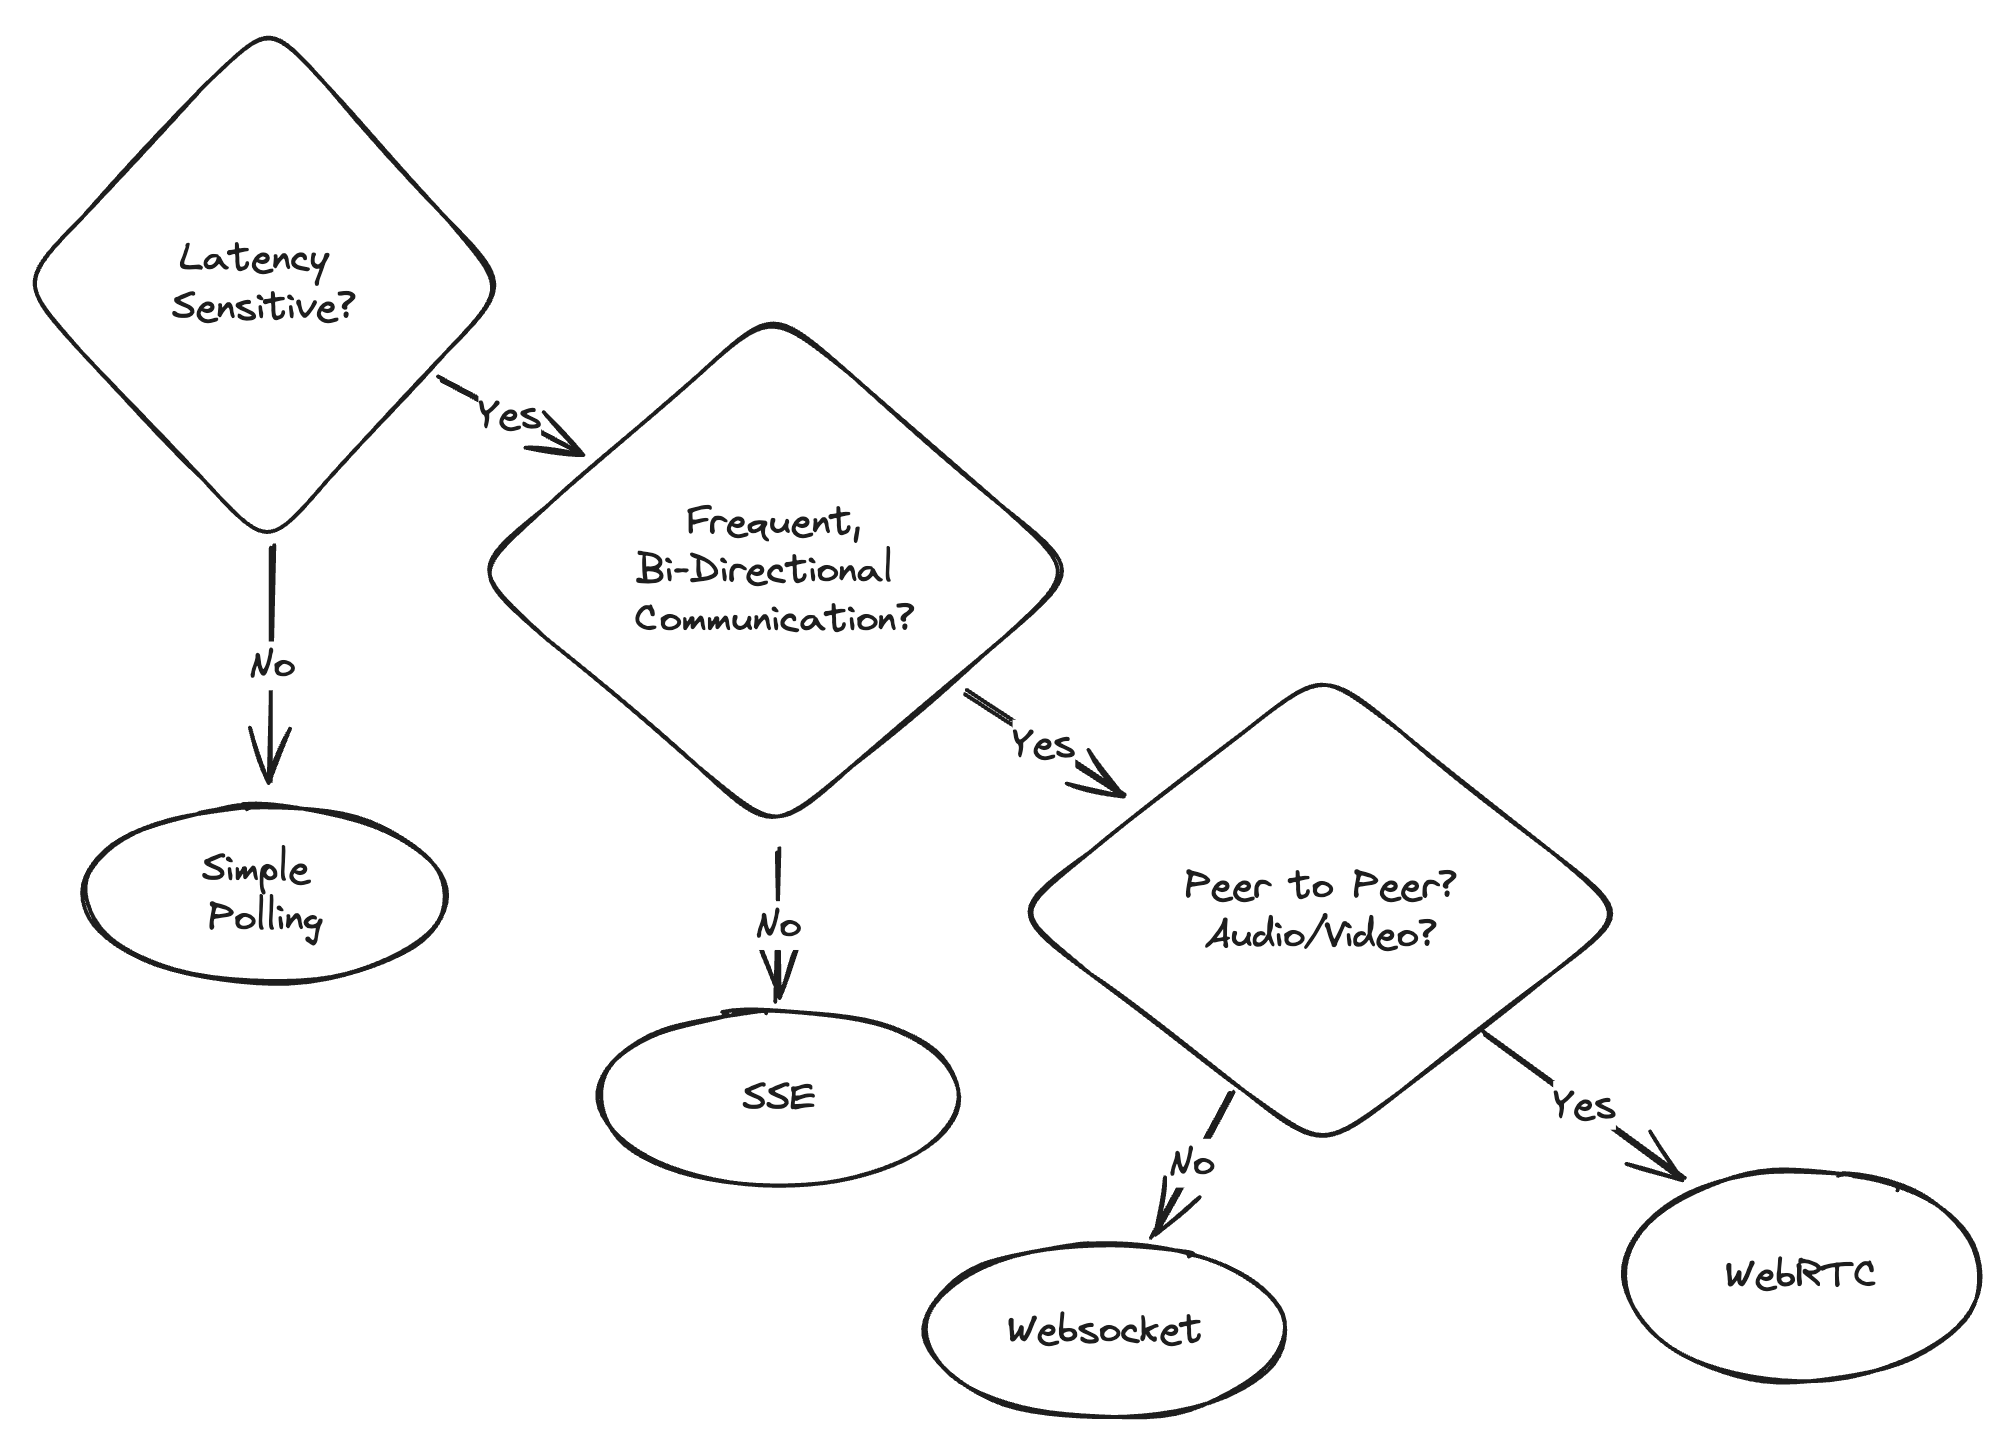 Latency
Sensitive?
Yes
No
Frequent,
Bi-Directional
Communication?
Simple
Polling
Yes
No
Peer to Peer?
Audio/Video?
SSE
No
Yes
Websocket
WebRTC